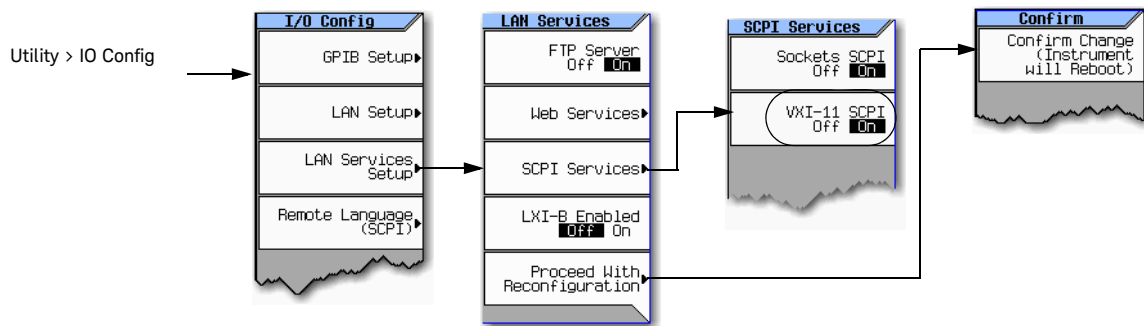 Utility > IO Config
I/O Config
GPIB Setup
LAN Setup
LAN Services
Setup
Remote Language
(SCPI)
LAN Services
FTP Server
Off On
Web Services
SCPI Services
LXI-B Enabled
Off On
Proceed With
Reconfiguration
SCPI Services
Sockets SCPI
Off On
VXI-11 SCPI
Off On
Confirm
Confirm Change
(Instrument
will Reboot)